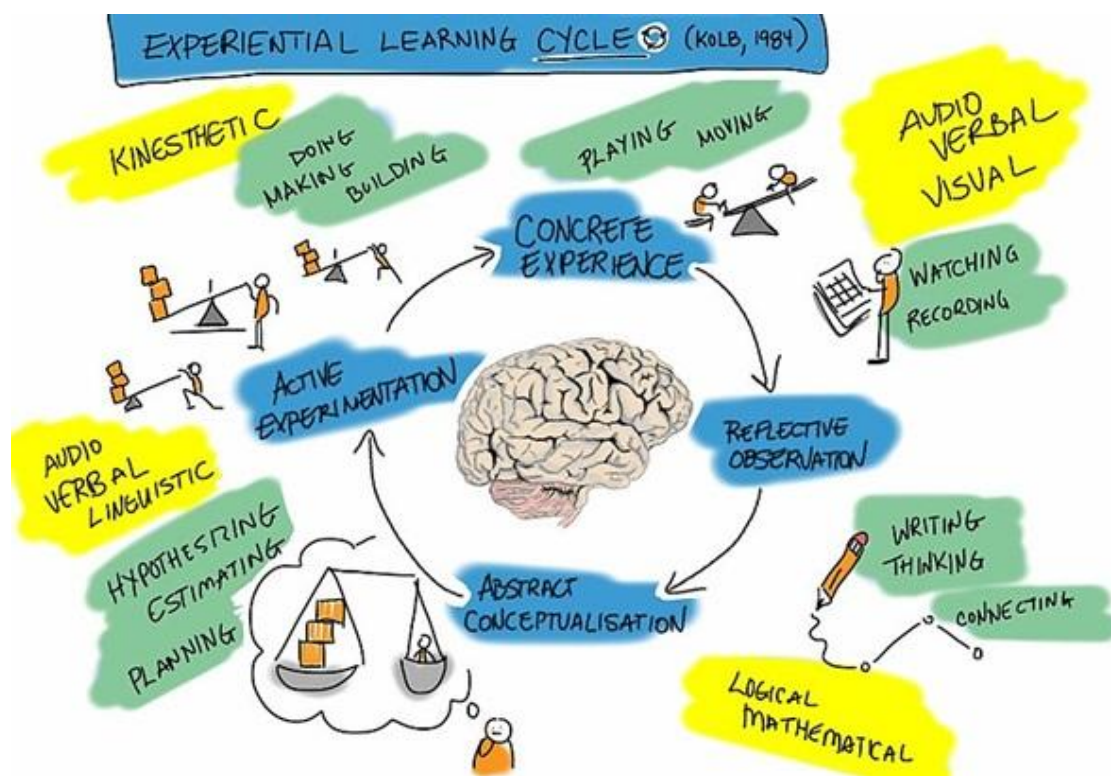 EXPERIENTIAL LEARNING CYCLE (KOLB, 1984)
KINESTHETIC
DOING
MAKING
BUILDING
PLAYING MOVING
AUDIO
VERBAL
VISUAL
CONCRETE
EXPERIENCE
WATCHING
RECORDING
ACTIVE
EXPERIMENTATION
REFLECTIVE
OBSERVATION
AUDIO
VERBAL
LINGUISTIC
HYPOTHESIZING
ESTIMATING
PLANNING
ABSTRACT
CONCEPTUALISATION
WRITING
THINKING
CONNECTING
LOGICAL
MATHEMATICAL